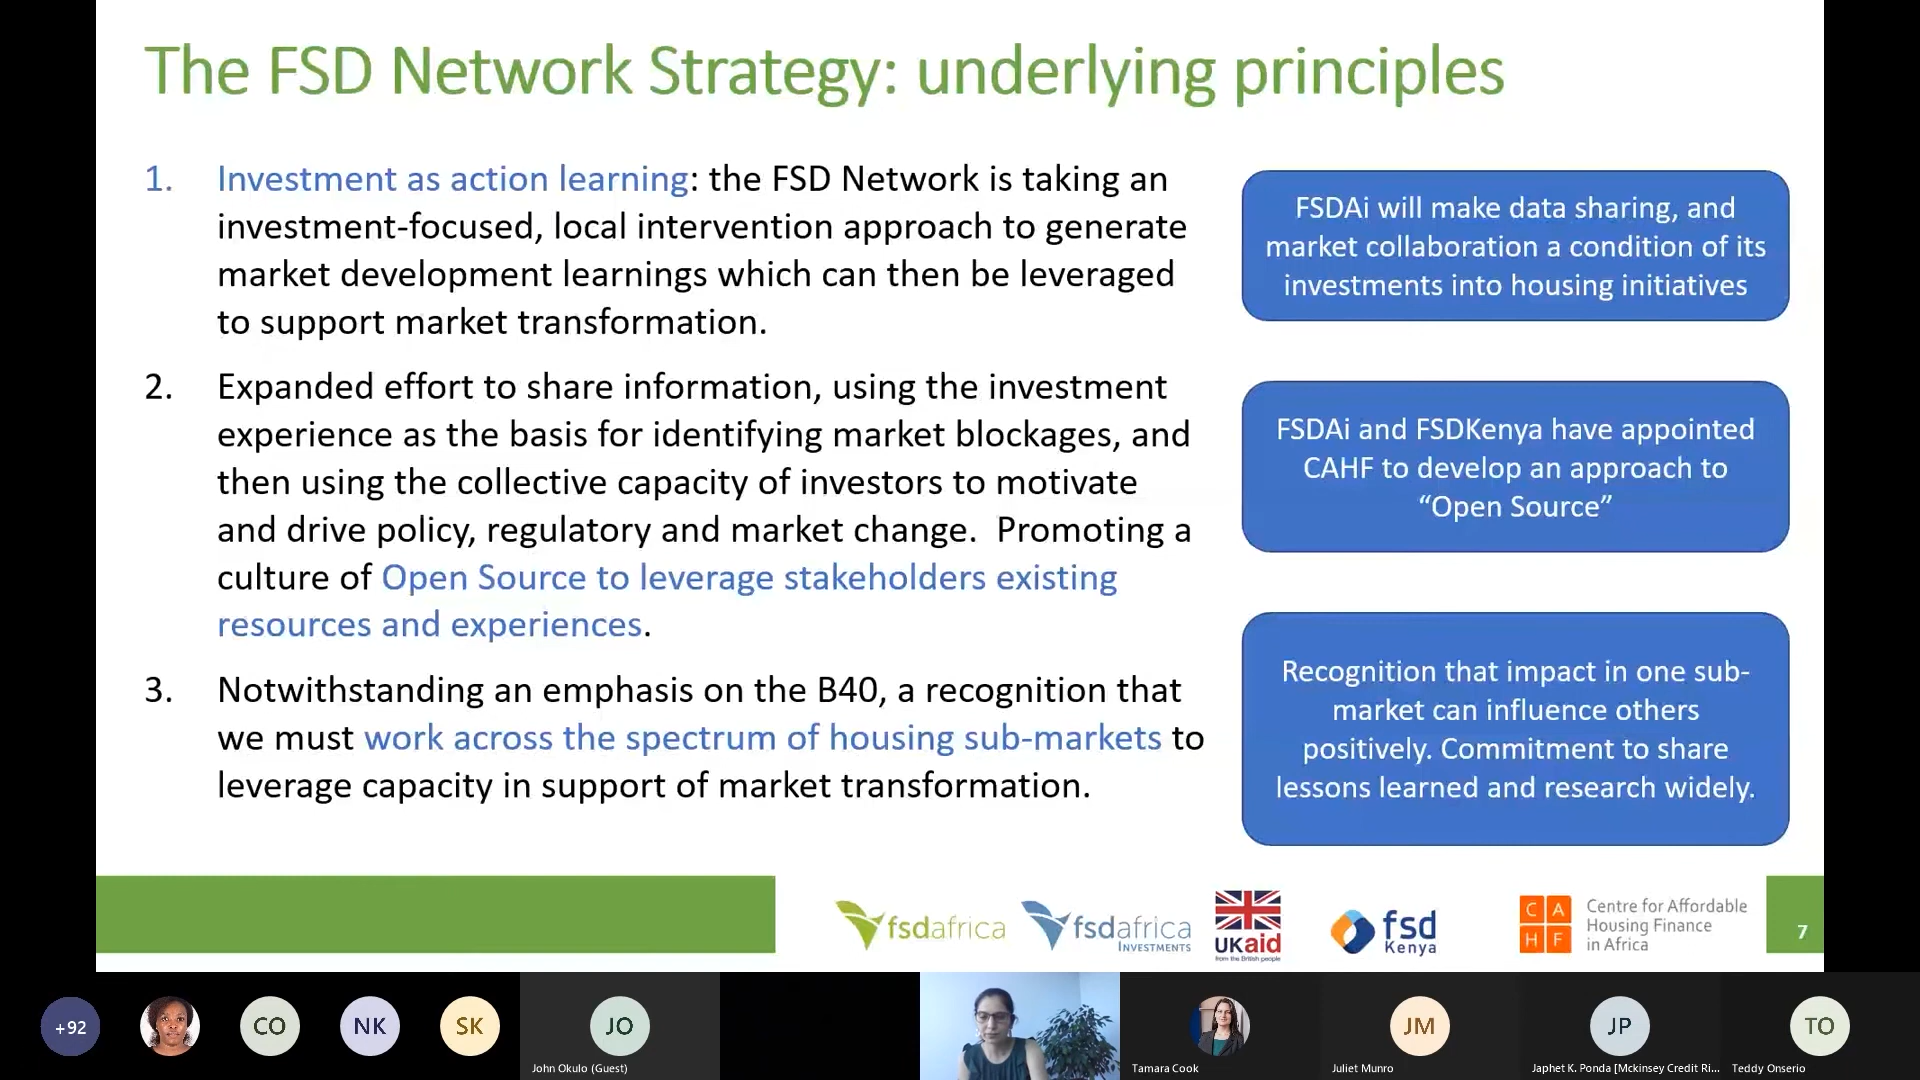 The FSD Network Strategy: underlying principles
1. Investment as action learning: the FSD Network is taking an
investment-focused, local intervention approach to generate
market development learnings which can then be leveraged
to support market transformation.
2. Expanded effort to share information, using the investment
experience as the basis for identifying market blockages, and
then using the collective capacity of investors to motivate
and drive policy, regulatory and market change.  Promoting a
culture of Open Source to leverage stakeholders existing
resources and experiences.
3. Notwithstanding an emphasis on the B40, a recognition that
we must work across the spectrum of housing sub-markets to
leverage capacity in support of market transformation.
FSDAi will make data sharing, and
market collaboration a condition of its
investments into housing initiatives
FSDAi and FSDKenya have appointed
CAHF to develop an approach to
“Open Source”
Recognition that impact in one sub-
market can influence others
positively. Commitment to share
lessons learned and research widely.
fsdafrica
fsdafrica
INVESTMENTS
UKaid
from the British people
fsd
Kenya
C A
H F
Centre for Affordable
Housing Finance
in Africa
7
+92
CO
NK
SK
JO
John Okulo (Guest)
Tamara Cook
JM
Juliet Munro
JP
Japhet K. Ponda [Mckinsey Credit Ri...
TO
Teddy Onserio